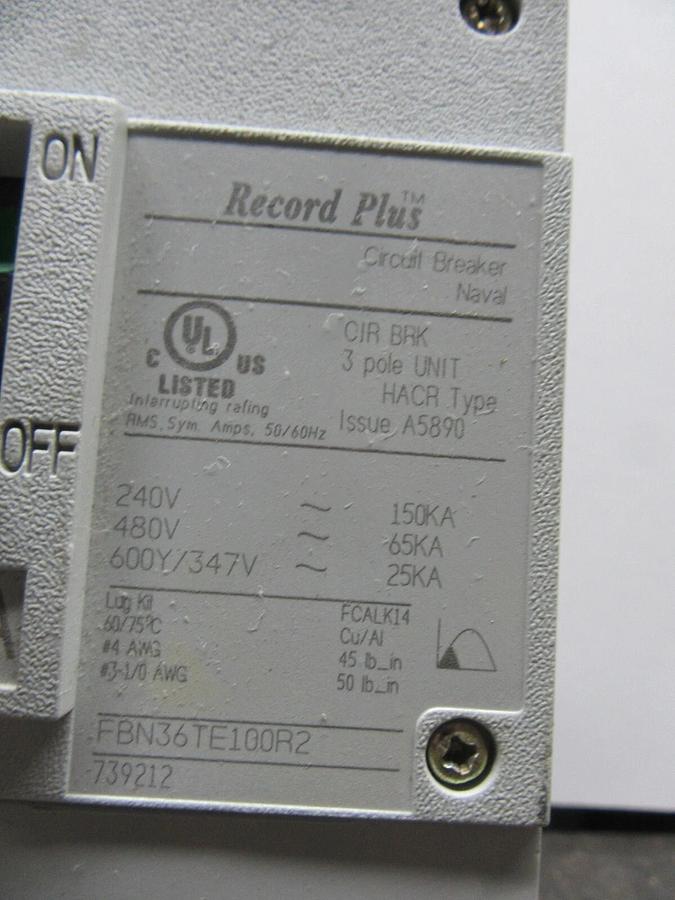 ON
OFF
Record Plus™
Circuit Breaker
Naval
C UL US
LISTED
CIR BRK
3 pole UNIT
HACR Type
Issue A5890
Interrupting rating
RMS. Sym. Amps. 50/60Hz
240V ~ 150KA
480V ~ 65KA
600Y/347V ~ 25KA
Lug Kit FCALK14
60/75°C Cu/Al
#4 AWG 45 lb_in
#3-1/0 AWG 50 lb_in
FBN36TE100R2
739212